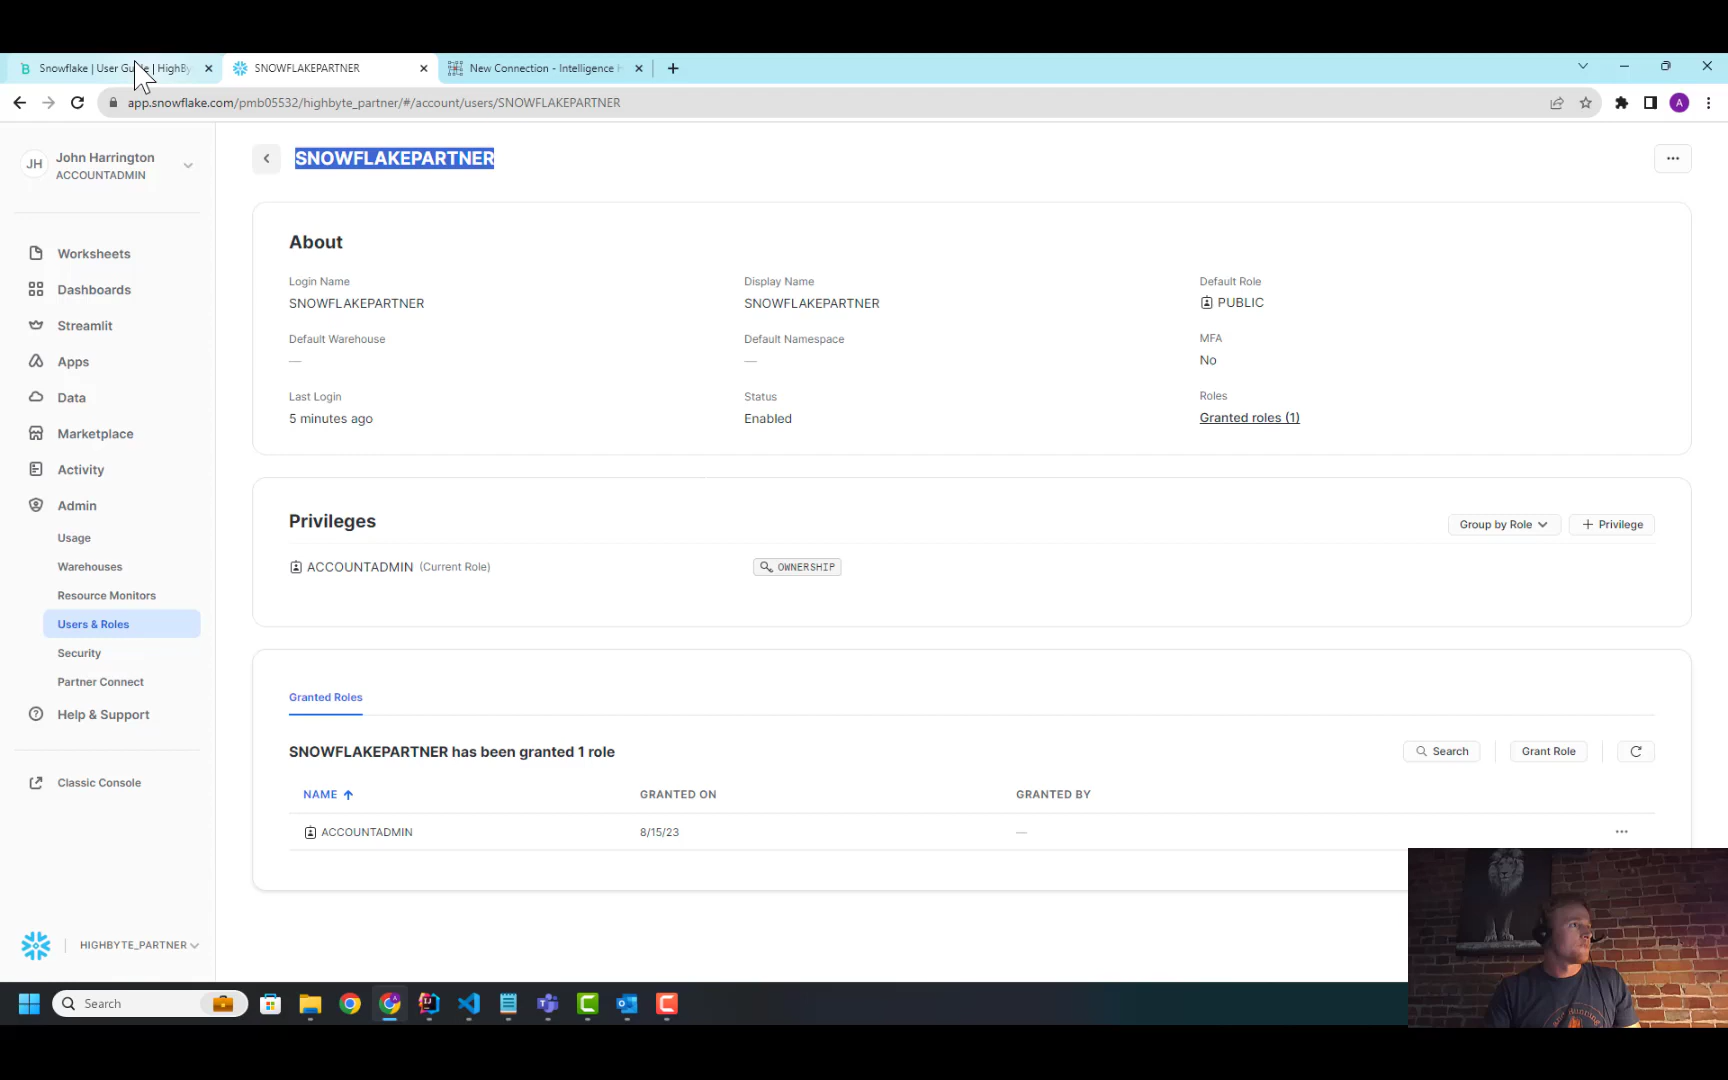 Snowflake | User Guide | HighBy
SNOWFLAKEPARTNER
New Connection - Intelligence H
app.snowflake.com/pmb05532/highbyte_partner/#/account/users/SNOWFLAKEPARTNER
A
JH
John Harrington
ACCOUNTADMIN
Worksheets
Dashboards
Streamlit
Apps
Data
Marketplace
Activity
Admin
Usage
Warehouses
Resource Monitors
Users & Roles
Security
Partner Connect
Help & Support
Classic Console
HIGHBYTE_PARTNER
SNOWFLAKEPARTNER
About
Login Name
SNOWFLAKEPARTNER
Display Name
SNOWFLAKEPARTNER
Default Role
PUBLIC
Default Warehouse
—
Default Namespace
—
MFA
No
Last Login
5 minutes ago
Status
Enabled
Roles
Granted roles (1)
Privileges
Group by Role
+ Privilege
ACCOUNTADMIN (Current Role)
OWNERSHIP
Granted Roles
SNOWFLAKEPARTNER has been granted 1 role
Search
Grant Role
NAME
GRANTED ON
GRANTED BY
ACCOUNTADMIN
8/15/23
—
Search